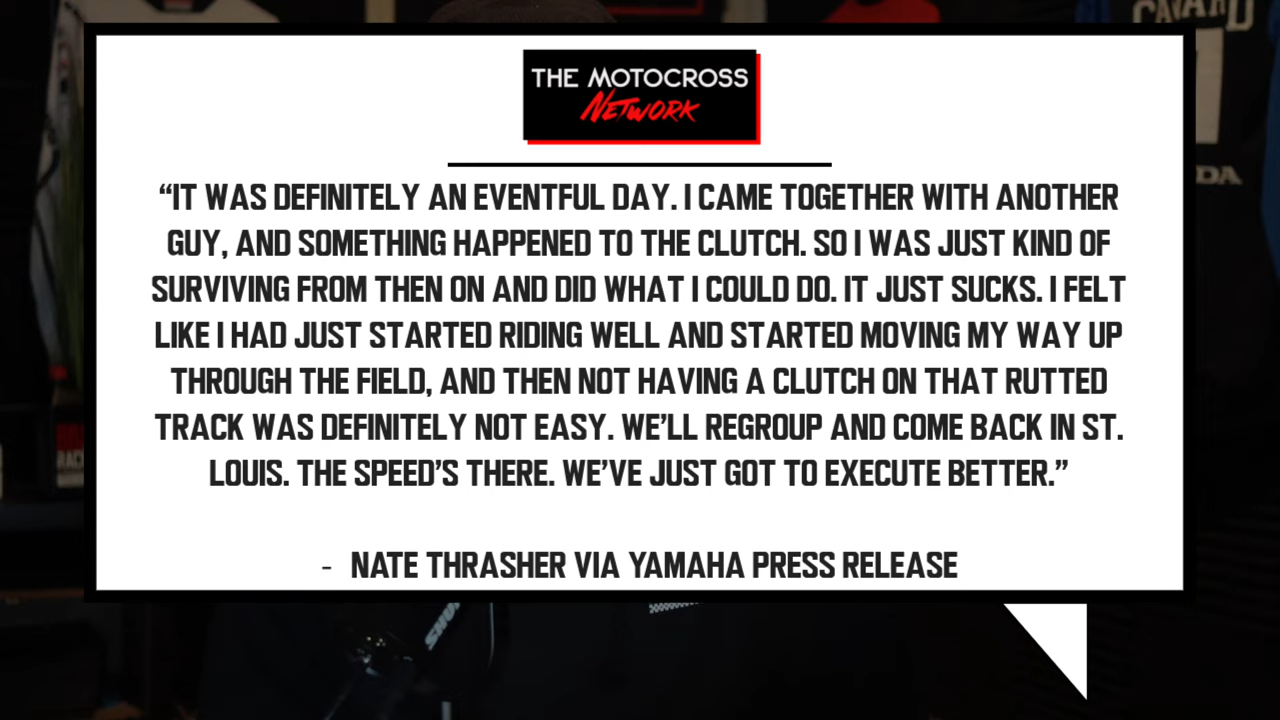 CANARD
THE MOTOCROSS
NETWORK
“IT WAS DEFINITELY AN EVENTFUL DAY. I CAME TOGETHER WITH ANOTHER
GUY, AND SOMETHING HAPPENED TO THE CLUTCH. SO I WAS JUST KIND OF
SURVIVING FROM THEN ON AND DID WHAT I COULD DO. IT JUST SUCKS. I FELT
LIKE I HAD JUST STARTED RIDING WELL AND STARTED MOVING MY WAY UP
THROUGH THE FIELD, AND THEN NOT HAVING A CLUTCH ON THAT RUTTED
TRACK WAS DEFINITELY NOT EASY. WE’LL REGROUP AND COME BACK IN ST.
LOUIS. THE SPEED’S THERE. WE’VE JUST GOT TO EXECUTE BETTER.”
- NATE THRASHER VIA YAMAHA PRESS RELEASE